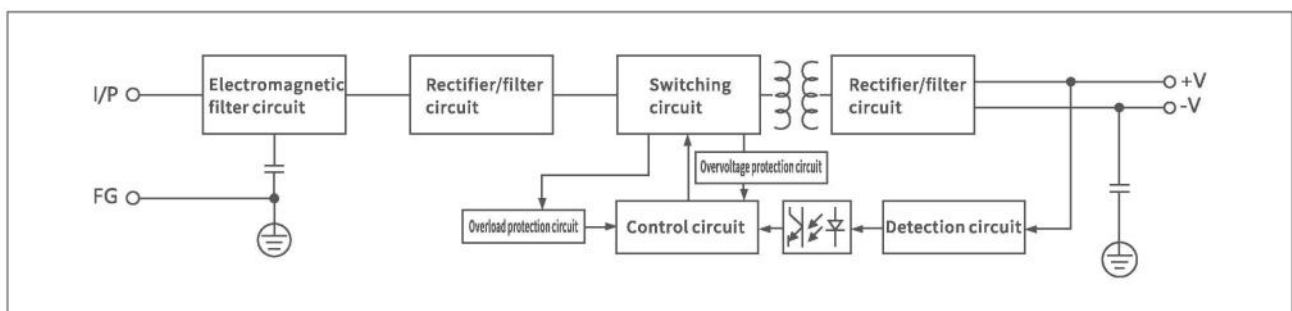 I/P
Electromagnetic
filter circuit
Rectifier/filter
circuit
Switching
circuit
Rectifier/filter
circuit
+V
-V
Overvoltage protection circuit
FG
Overload protection circuit
Control circuit
Detection circuit